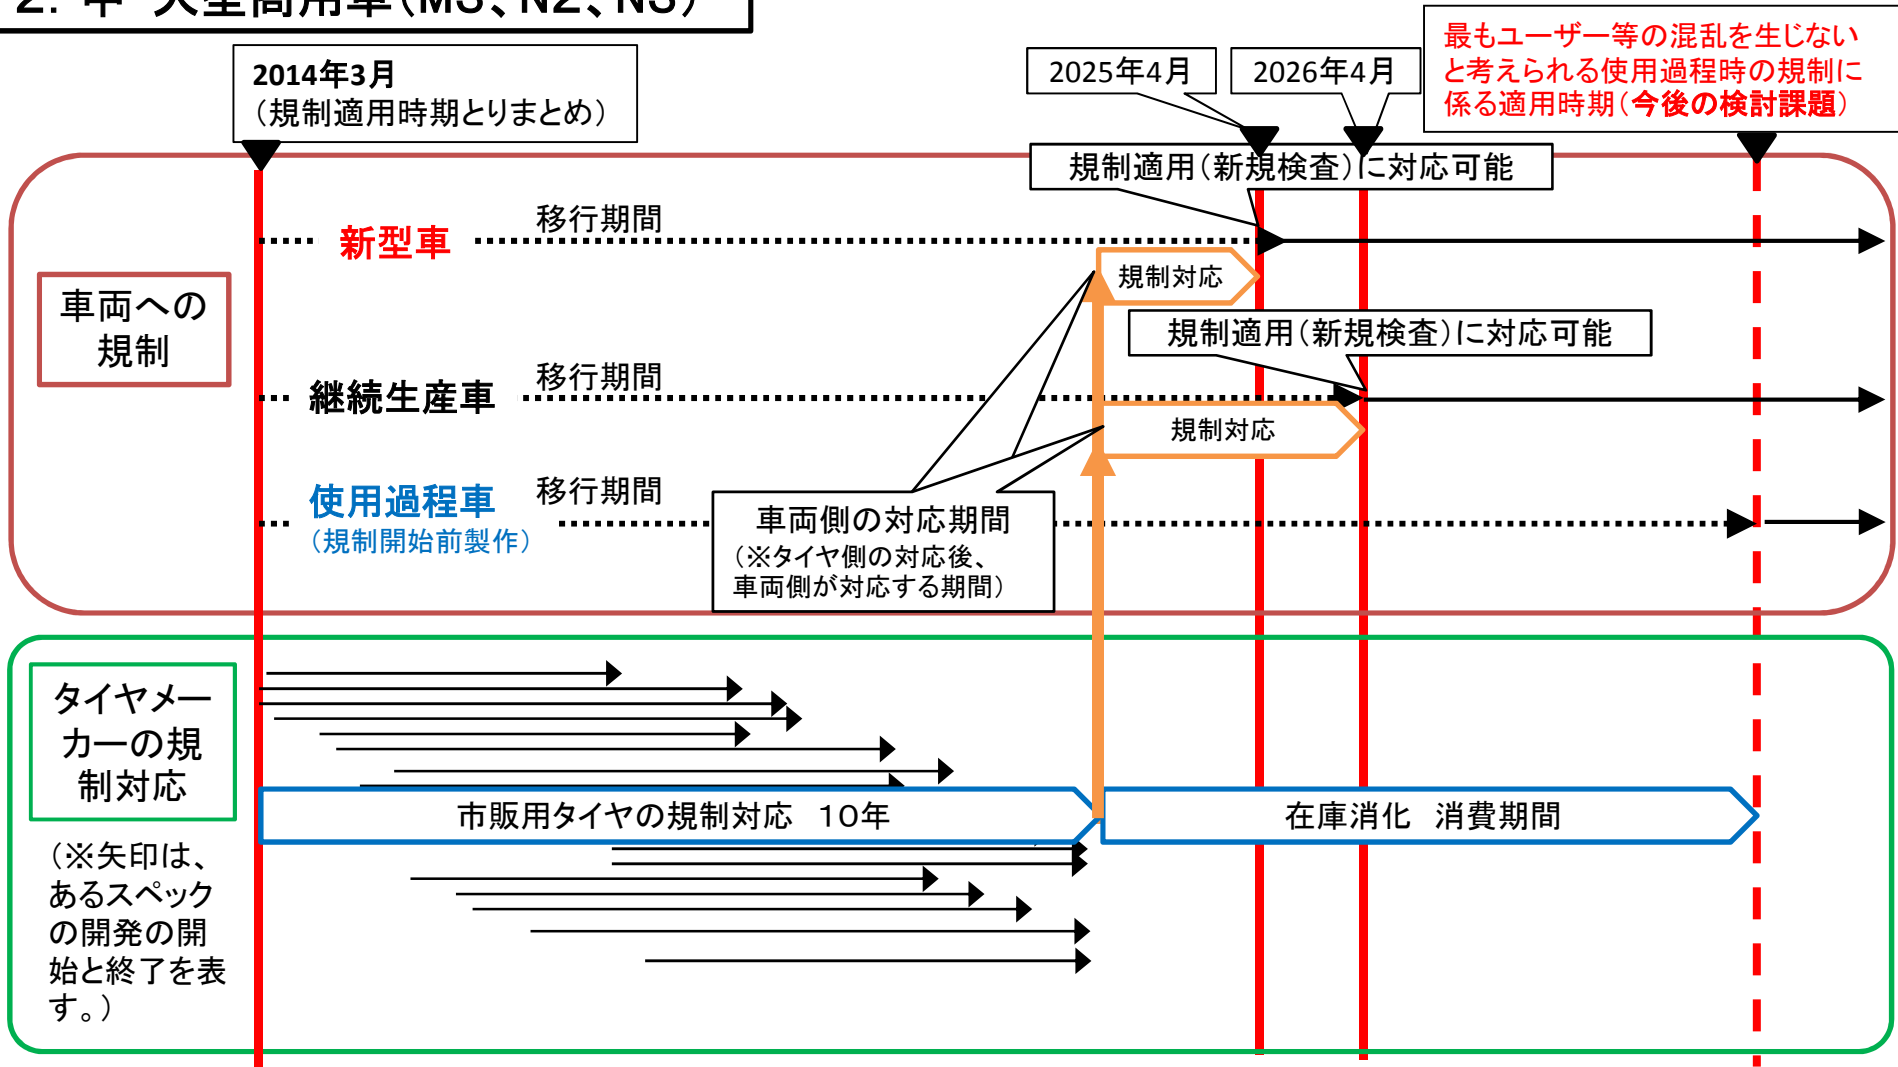 2. 中・大型商用車(M3、N2、N3)
2014年3月
(規制適用時期とりまとめ)
2025年4月
2026年4月
最もユーザー等の混乱を生じない
と考えられる使用過程時の規制に
係る適用時期(今後の検討課題)
規制適用(新規検査)に対応可能
新型車
移行期間
規制対応
車両への
規制
規制適用(新規検査)に対応可能
継続生産車
移行期間
規制対応
使用過程車
(規制開始前製作)
移行期間
車両側の対応期間
(※タイヤ側の対応後、
車両側が対応する期間)
タイヤメー
カーの規
制対応
市販用タイヤの規制対応 10年
在庫消化 消費期間
(※矢印は、
あるスペック
の開発の開
始と終了を表
す。)